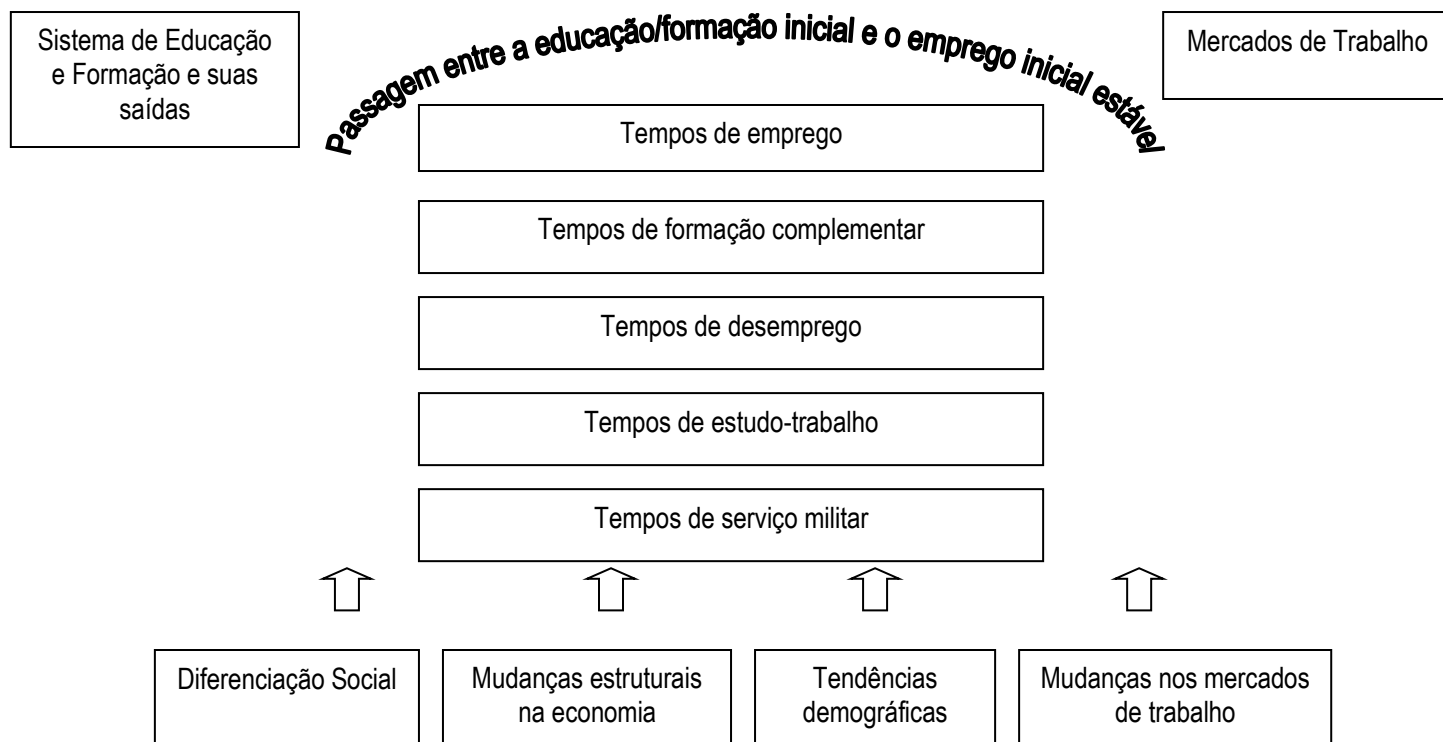 Sistema de Educação
e Formação e suas
saídas
Passagem entre a educação/formação inicial e o emprego inicial estável
Mercados de Trabalho
Tempos de emprego
Tempos de formação complementar
Tempos de desemprego
Tempos de estudo-trabalho
Tempos de serviço militar
Diferenciação Social
Mudanças estruturais
na economia
Tendências
demográficas
Mudanças nos mercados
de trabalho